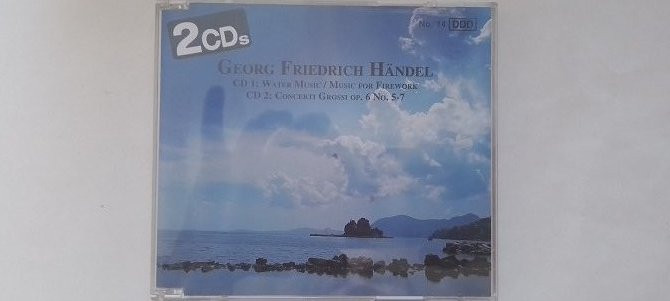 2CDs
No. 74 DDD
GEORG FRIEDRICH HÄNDEL
CD 1: WATER MUSIC / MUSIC FOR FIREWORK
CD 2: CONCERTI GROSSI OP. 6 NO. 5-7